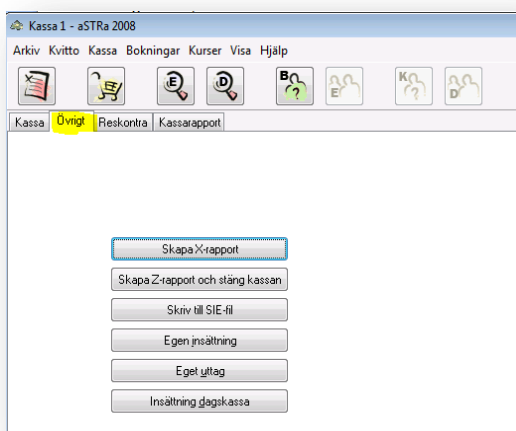 Kassa 1 - aSTRa 2008
Arkiv Kvitto Kassa Bokningar Kurser Visa Hjälp
E D B ? E K ? D
Kassa Övrigt Reskontra Kassarapport
Skapa X-rapport
Skapa Z-rapport och stäng kassan
Skriv till SIE-fil
Egen insättning
Eget uttag
Insättning dagskassa